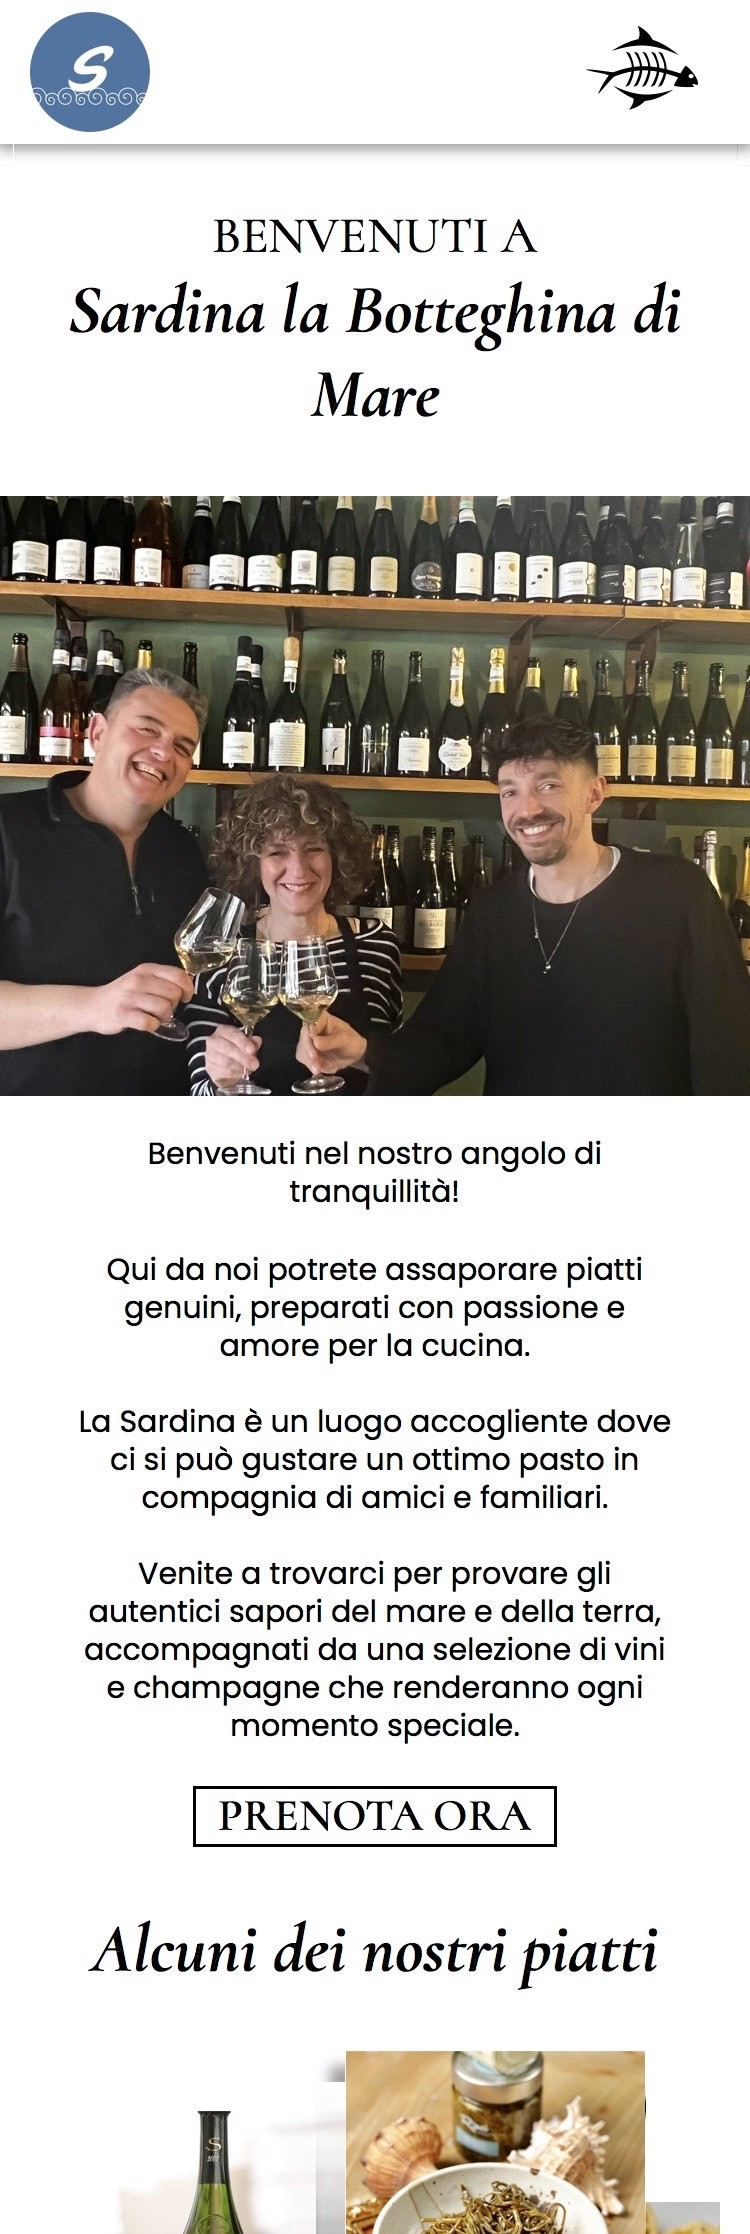 S
BENVENUTI A
Sardina la Botteghina di
Mare
Benvenuti nel nostro angolo di
tranquillità!
Qui da noi potrete assaporare piatti
genuini, preparati con passione e
amore per la cucina.
La Sardina è un luogo accogliente dove
ci si può gustare un ottimo pasto in
compagnia di amici e familiari.
Venite a trovarci per provare gli
autentici sapori del mare e della terra,
accompagnati da una selezione di vini
e champagne che renderanno ogni
momento speciale.
PRENOTA ORA
Alcuni dei nostri piatti
S